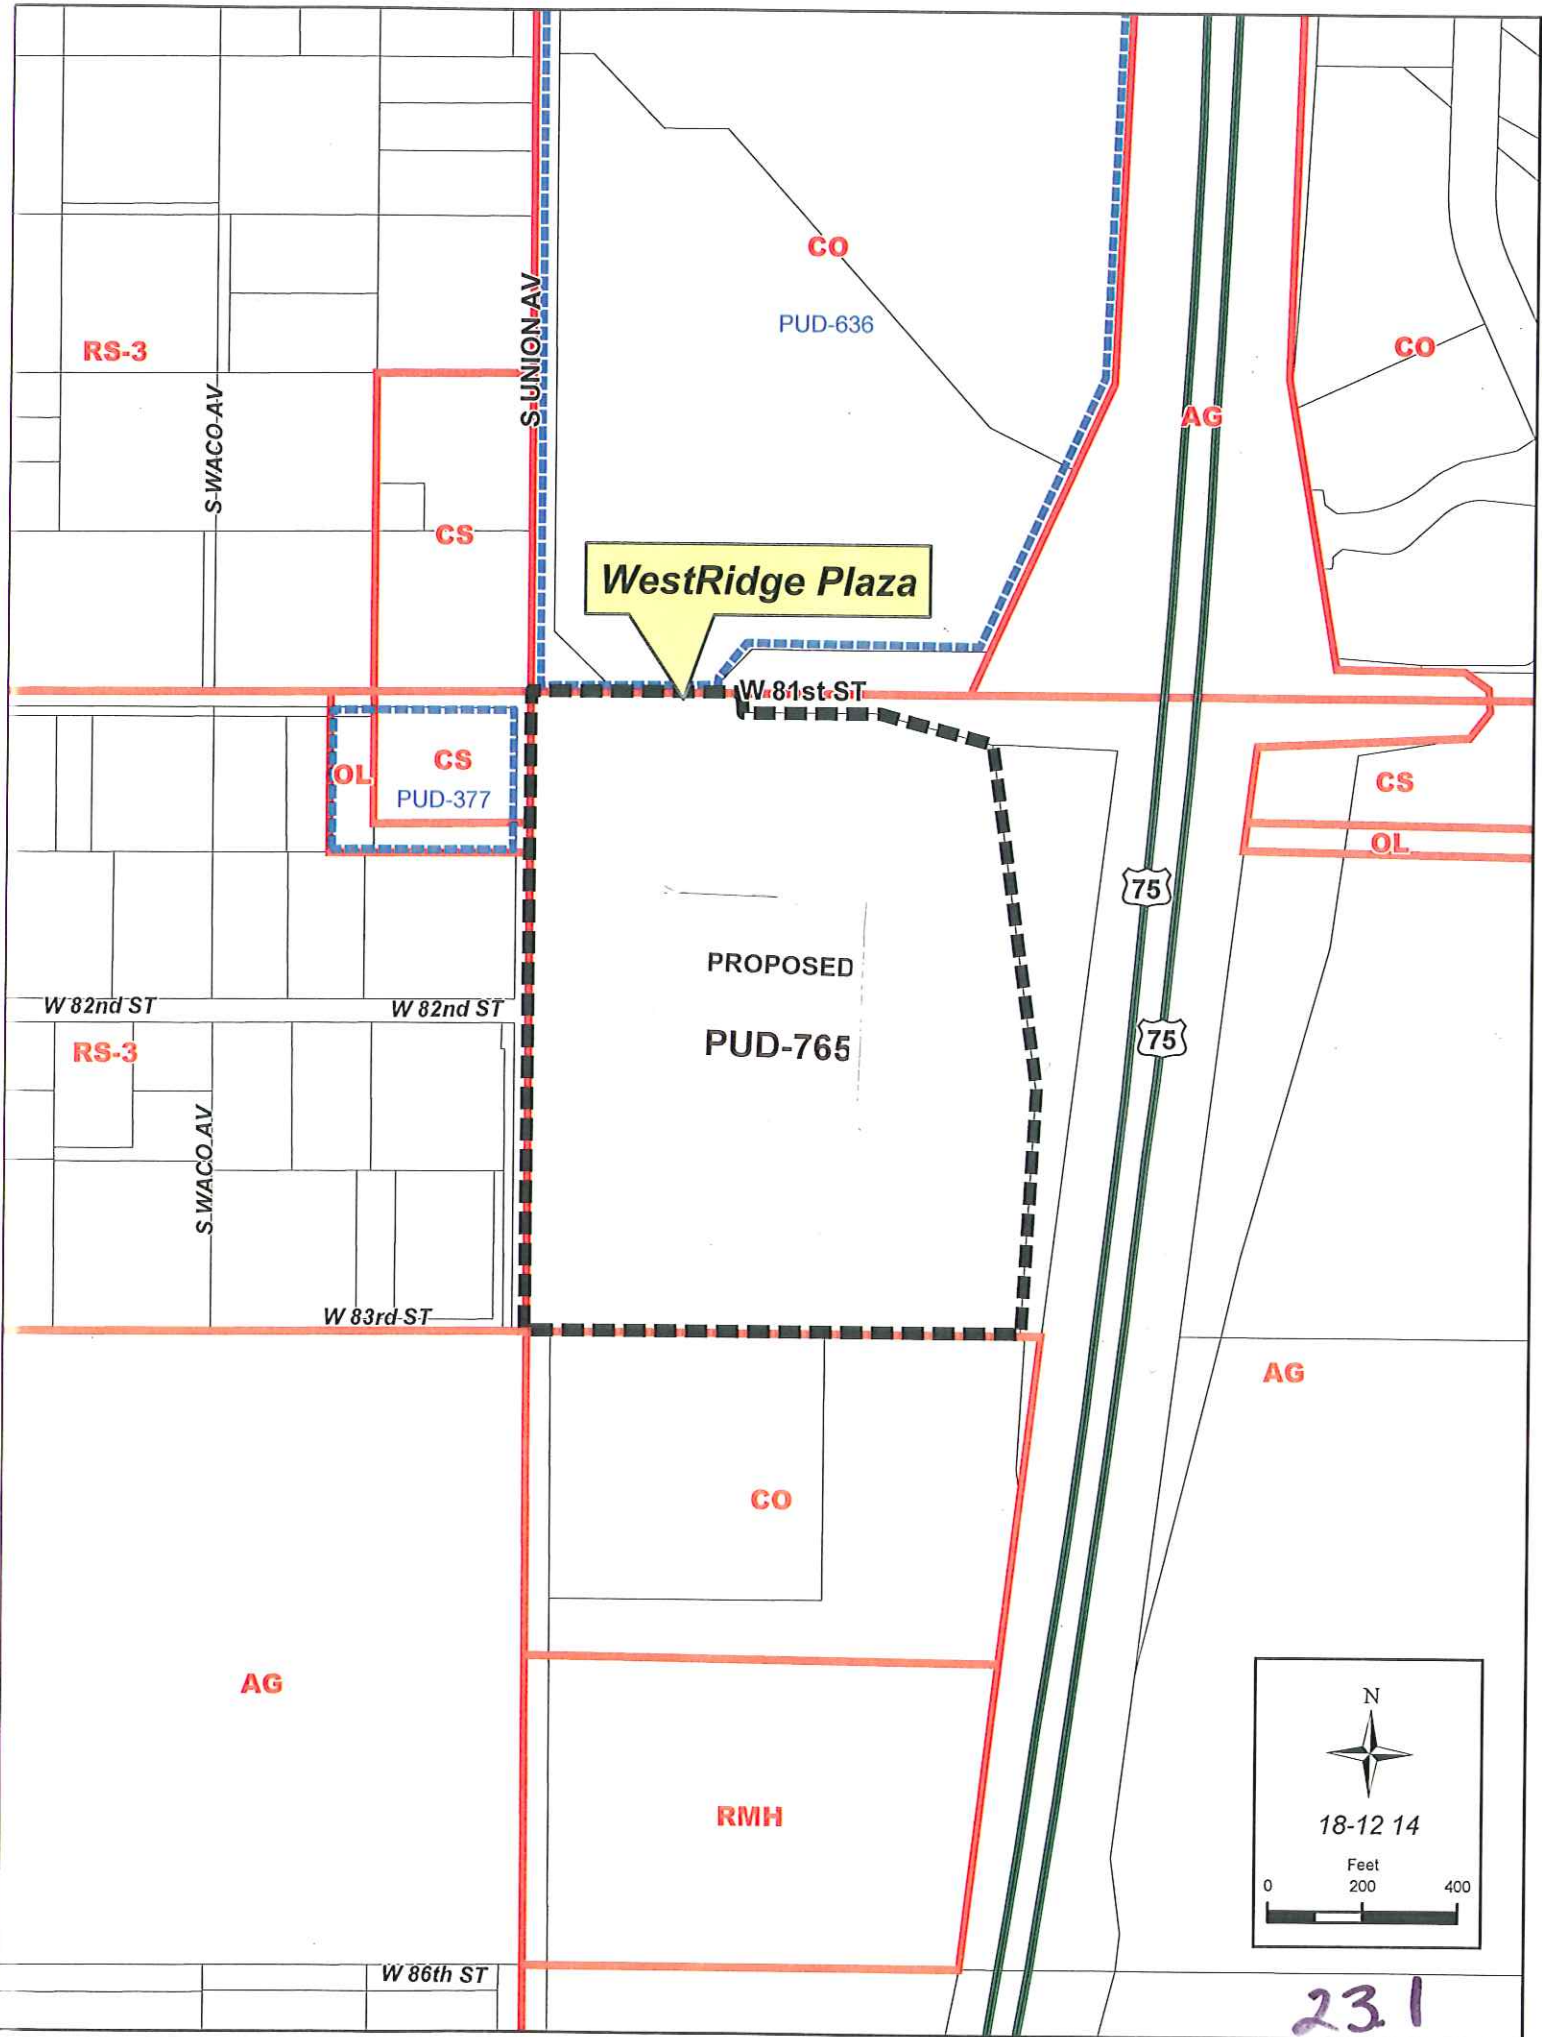 CO
S UNION AV
PUD-636
RS-3
CO
S WACO AV
AG
CS
WestRidge Plaza
W 81st ST
CS
OL
PUD-377
CS
OL
75
PROPOSED
W 82nd ST
W 82nd ST
PUD-765
75
RS-3
S WACO AV
W 83rd ST
AG
CO
AG
N
RMH
18-12 14
Feet
0 200 400
W 86th ST
23.1